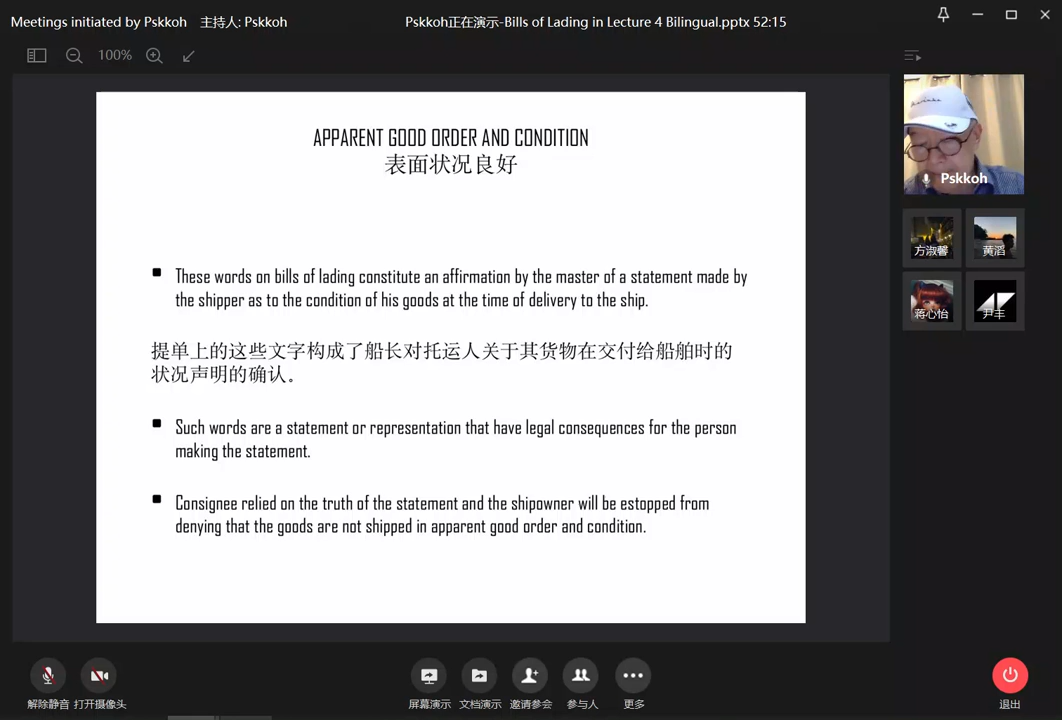 Meetings initiated by Pskkoh 主持人: Pskkoh
Pskkoh正在演示-Bills of Lading in Lecture 4 Bilingual.pptx 52:15
100%
APPARENT GOOD ORDER AND CONDITION
表面状况良好
These words on bills of lading constitute an affirmation by the master of a statement made by
the shipper as to the condition of his goods at the time of delivery to the ship.
提单上的这些文字构成了船长对托运人关于其货物在交付给船舶时的
状况声明的确认。
Such words are a statement or representation that have legal consequences for the person
making the statement.
Consignee relied on the truth of the statement and the shipowner will be estopped from
denying that the goods are not shipped in apparent good order and condition.
Pskkoh
方淑馨
黄滔
蒋心怡
尹丰
解除静音
打开摄像头
屏幕演示
文档演示
邀请参会
参与人
更多
退出